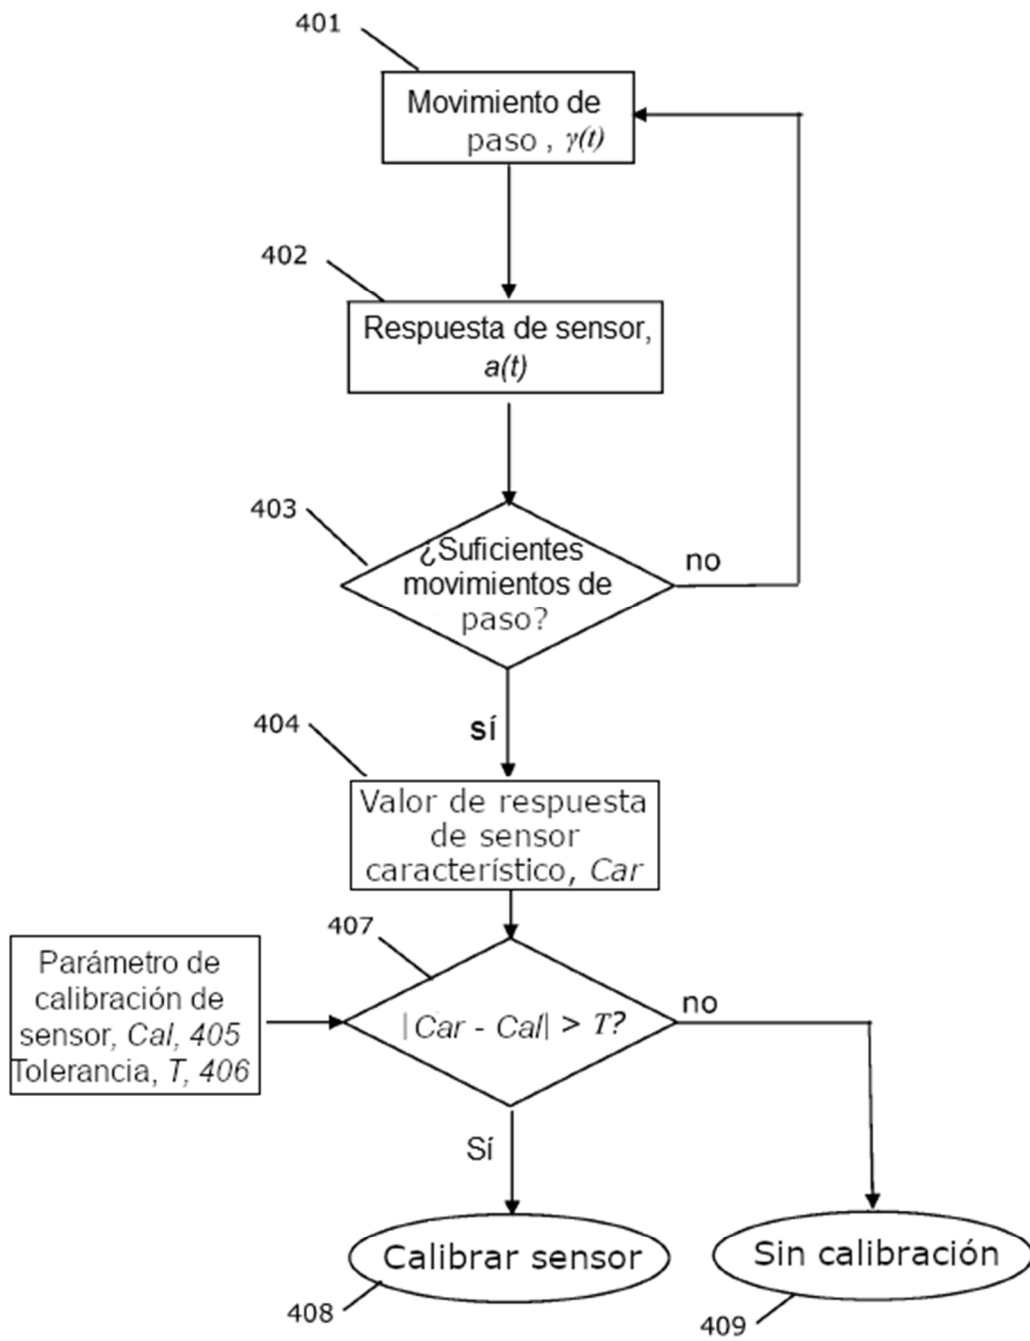 401
Movimiento de
paso , γ(t)
402
Respuesta de sensor,
a(t)
403
¿Suficientes
movimientos de
paso?
no
sí
404
Valor de respuesta
de sensor
característico, Car
407
Parámetro de
calibración de
sensor, Cal, 405
Tolerancia, T, 406
|Car - Cal| > T?
no
Sí
Calibrar sensor
Sin calibración
408
409